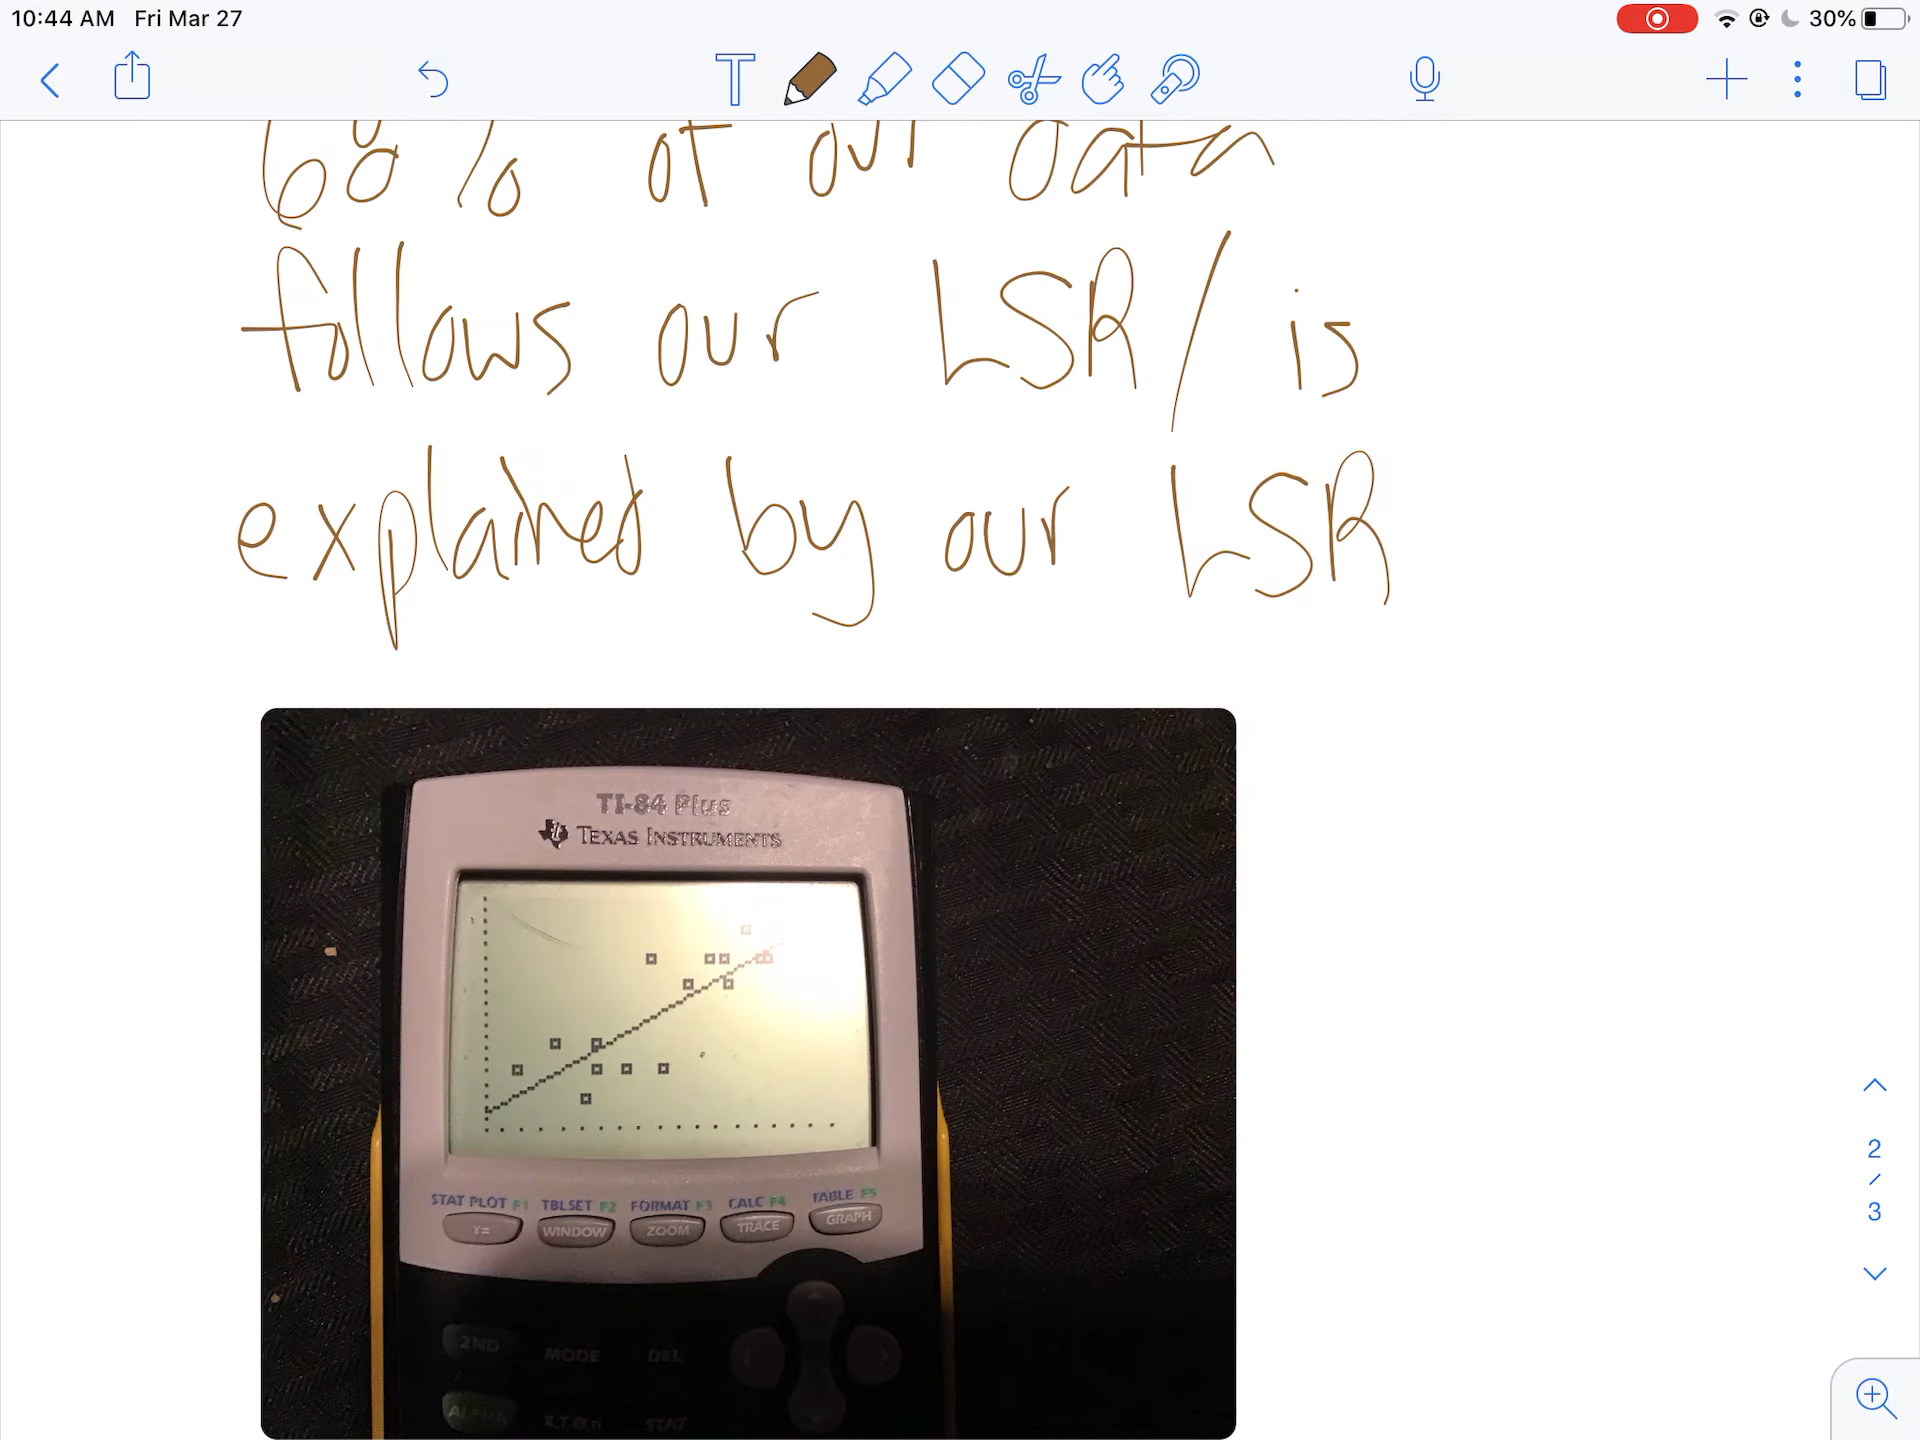 10:44 AM Fri Mar 27
30%
68% of our data
follows our LSR/ is
explained by our LSR
TI-84 Plus
TEXAS INSTRUMENTS
STAT PLOT F1 TBLSET F2 FORMAT F3 CALC F4 TABLE F5
Y= WINDOW ZOOM TRACE GRAPH
2ND MODE DEL
ALPHA X,T,Θ,n STAT
2
/
3